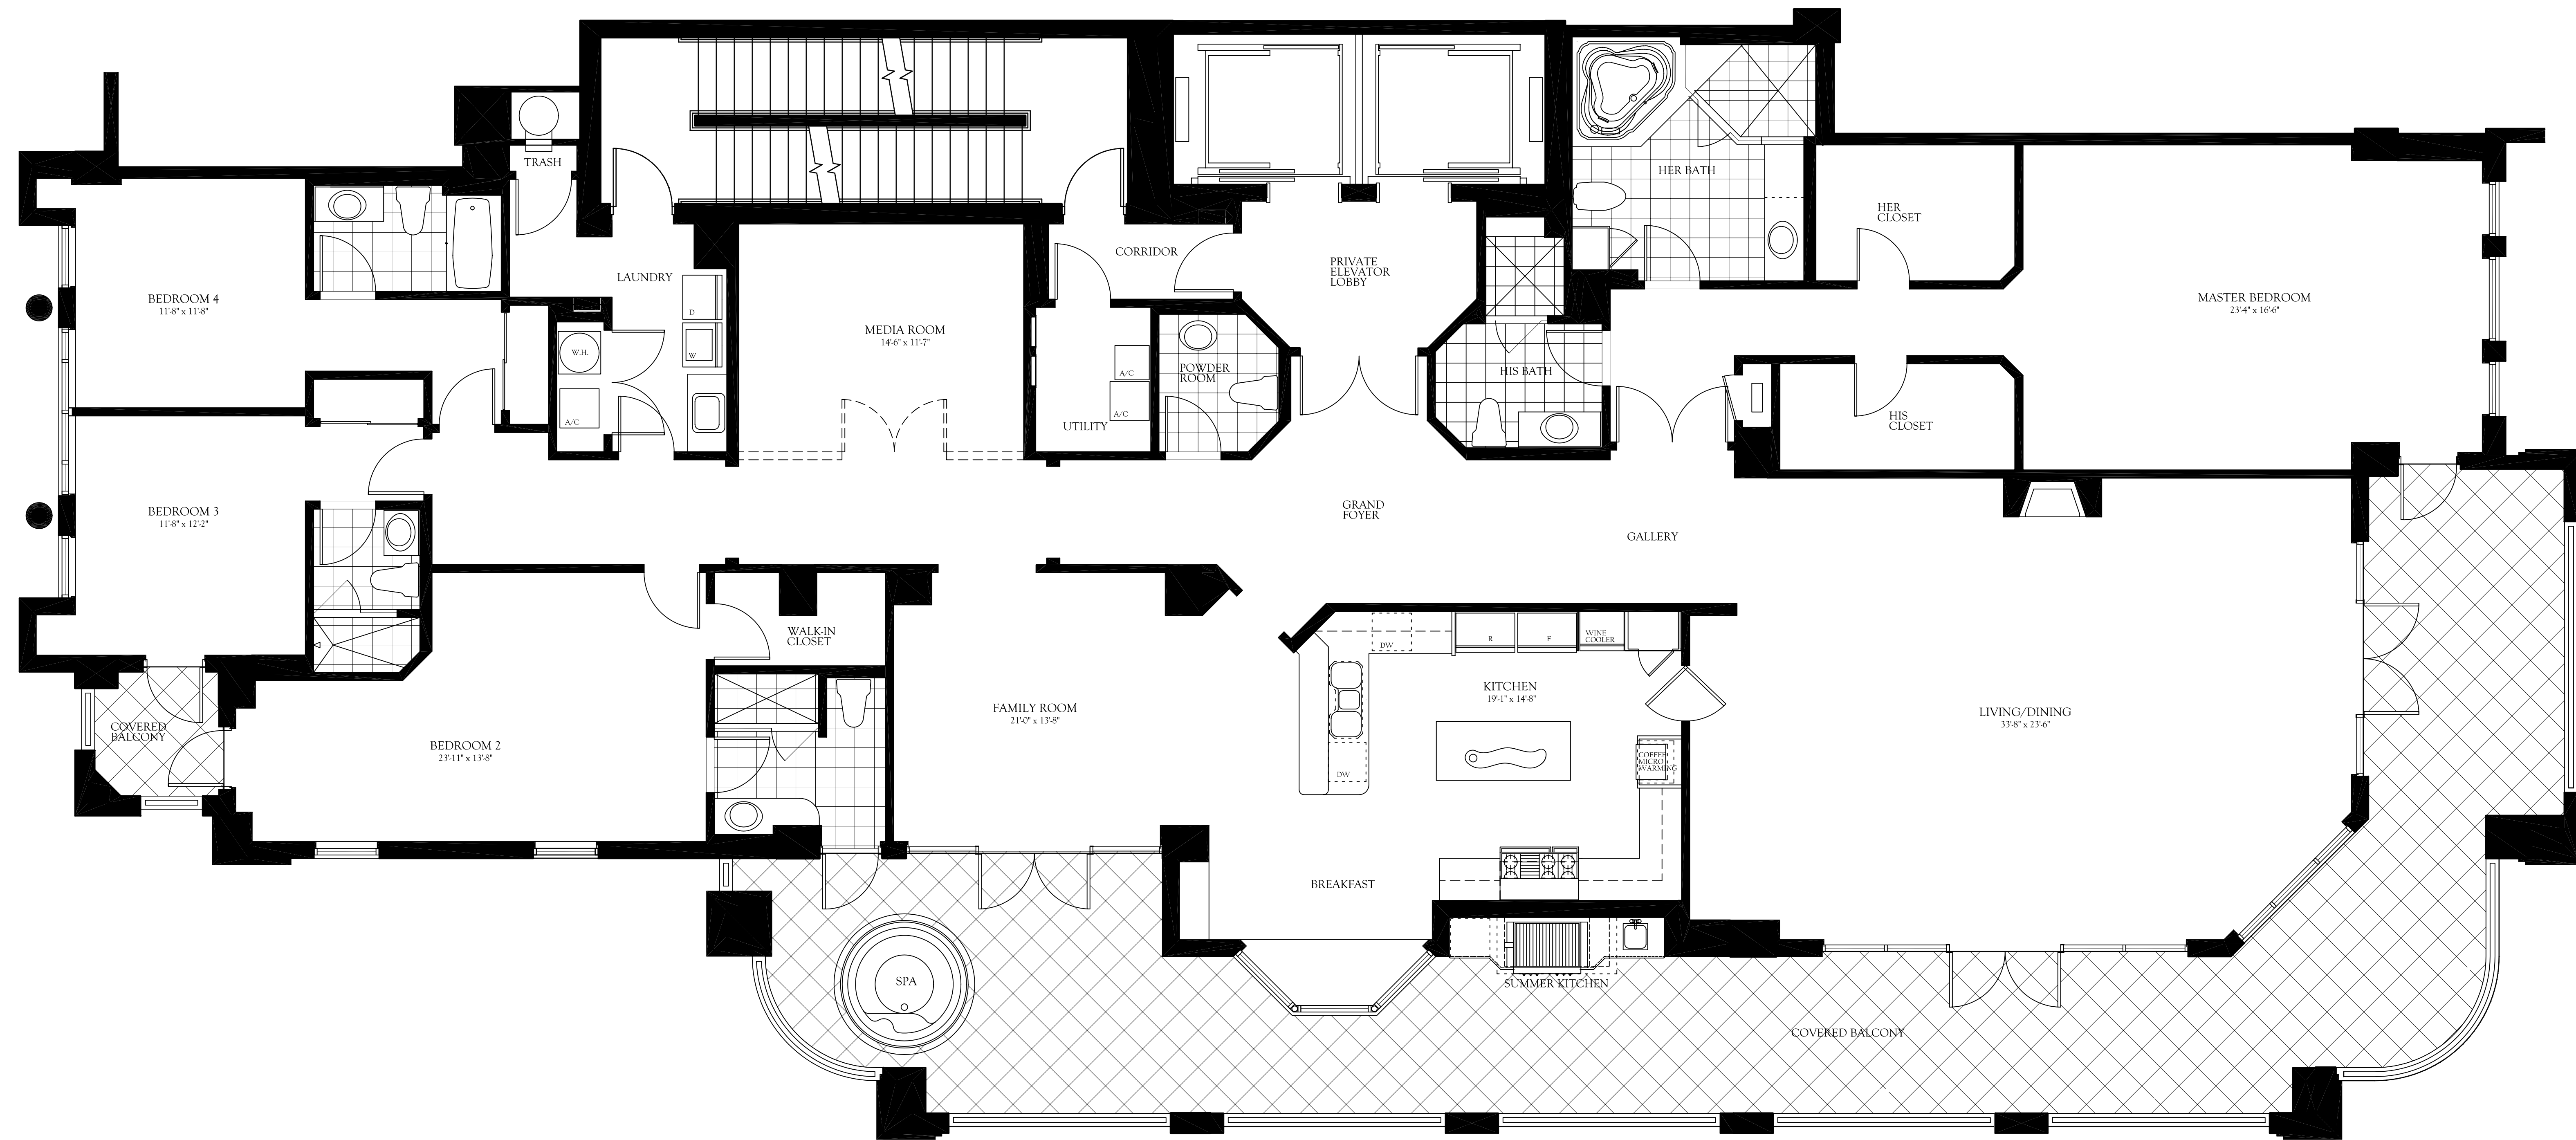 TRASH
HER BATH
HER
CLOSET
LAUNDRY
CORRIDOR
PRIVATE
ELEVATOR
LOBBY
BEDROOM 4
11'-8" x 11'-8"
D
W
W.H.
A/C
MEDIA ROOM
14'-6" x 11'-7"
A/C
A/C
UTILITY
POWDER
ROOM
HIS BATH
MASTER BEDROOM
23'-4" x 16'-6"
HIS
CLOSET
BEDROOM 3
11'-8" x 12'-2"
GRAND
FOYER
GALLERY
WALK-IN
CLOSET
DW
R
F
WINE
COOLER
KITCHEN
19'-1" x 14'-8"
FAMILY ROOM
21'-0" x 13'-8"
LIVING/DINING
33'-8" x 23'-6"
COVERED
BALCONY
BEDROOM 2
23'-11" x 13'-8"
DW
COFFEE
MICRO
WARMING
BREAKFAST
SPA
SUMMER KITCHEN
COVERED BALCONY